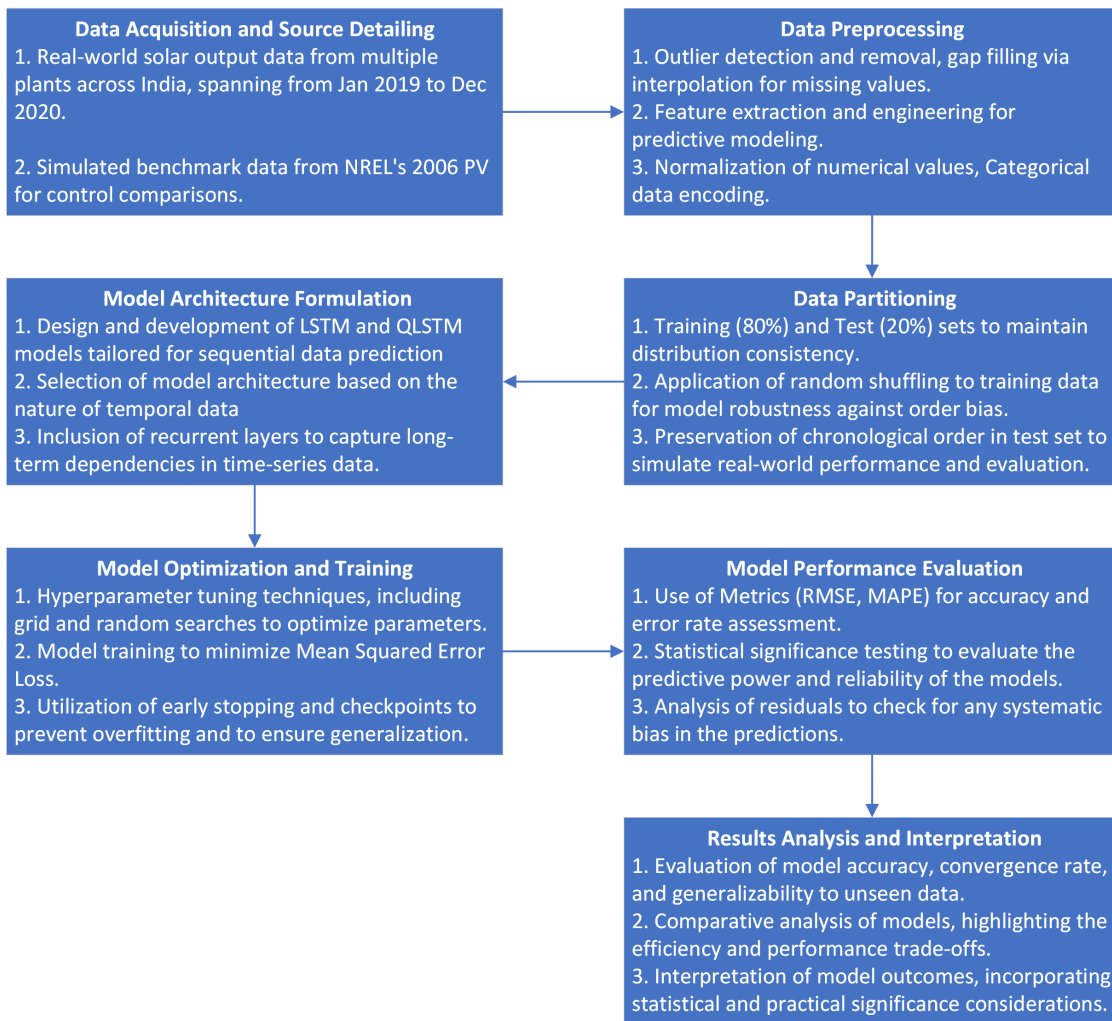 Data Acquisition and Source Detailing
1. Real-world solar output data from multiple
plants across India, spanning from Jan 2019 to Dec
2020.
2. Simulated benchmark data from NREL's 2006 PV
for control comparisons.
Data Preprocessing
1. Outlier detection and removal, gap filling via
interpolation for missing values.
2. Feature extraction and engineering for
predictive modeling.
3. Normalization of numerical values, Categorical
data encoding.
Data Partitioning
1. Training (80%) and Test (20%) sets to maintain
distribution consistency.
2. Application of random shuffling to training data
for model robustness against order bias.
3. Preservation of chronological order in test set to
simulate real-world performance and evaluation.
Model Architecture Formulation
1. Design and development of LSTM and QLSTM
models tailored for sequential data prediction
2. Selection of model architecture based on the
nature of temporal data
3. Inclusion of recurrent layers to capture long-
term dependencies in time-series data.
Model Optimization and Training
1. Hyperparameter tuning techniques, including
grid and random searches to optimize parameters.
2. Model training to minimize Mean Squared Error
Loss.
3. Utilization of early stopping and checkpoints to
prevent overfitting and to ensure generalization.
Model Performance Evaluation
1. Use of Metrics (RMSE, MAPE) for accuracy and
error rate assessment.
2. Statistical significance testing to evaluate the
predictive power and reliability of the models.
3. Analysis of residuals to check for any systematic
bias in the predictions.
Results Analysis and Interpretation
1. Evaluation of model accuracy, convergence rate,
and generalizability to unseen data.
2. Comparative analysis of models, highlighting the
efficiency and performance trade-offs.
3. Interpretation of model outcomes, incorporating
statistical and practical significance considerations.